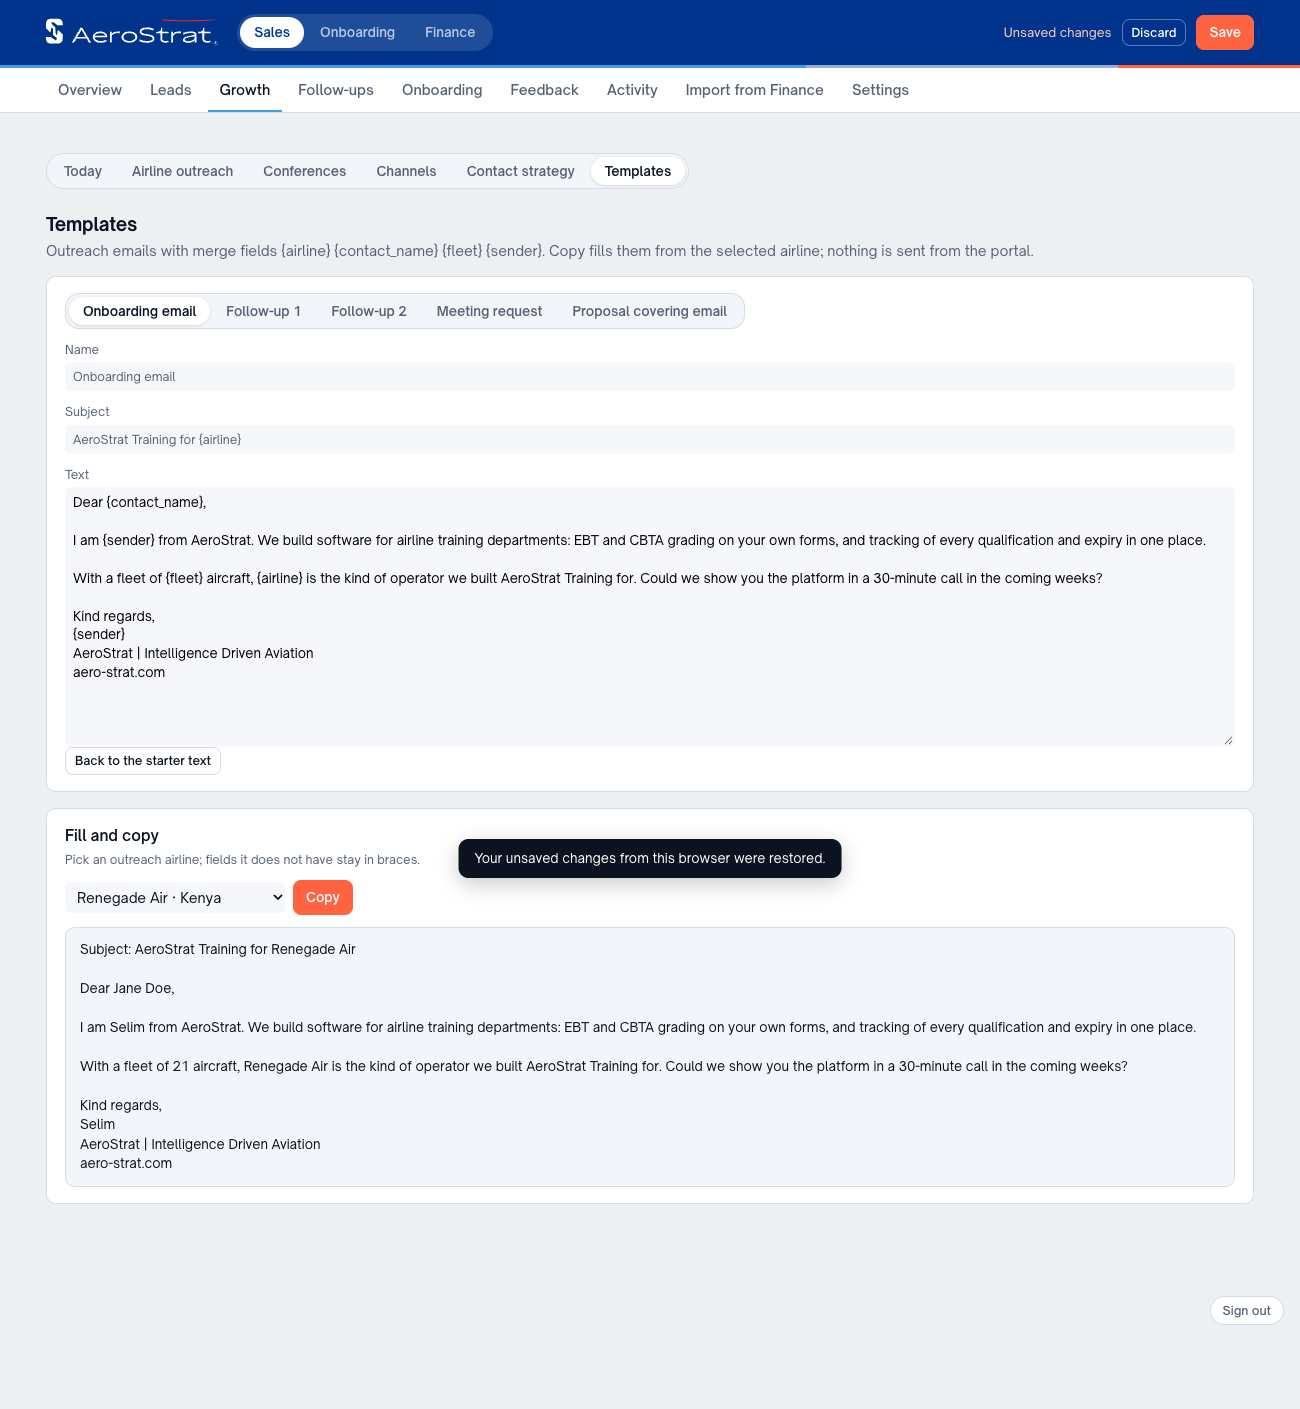 AeroStrat.
Sales
Onboarding
Finance
Unsaved changes
Discard
Save
Overview
Leads
Growth
Follow-ups
Onboarding
Feedback
Activity
Import from Finance
Settings
Today
Airline outreach
Conferences
Channels
Contact strategy
Templates
Templates
Outreach emails with merge fields {airline} {contact_name} {fleet} {sender}. Copy fills them from the selected airline; nothing is sent from the portal.
Onboarding email
Follow-up 1
Follow-up 2
Meeting request
Proposal covering email
Name
Onboarding email
Subject
AeroStrat Training for {airline}
Text
Dear {contact_name},
I am {sender} from AeroStrat. We build software for airline training departments: EBT and CBTA grading on your own forms, and tracking of every qualification and expiry in one place.
With a fleet of {fleet} aircraft, {airline} is the kind of operator we built AeroStrat Training for. Could we show you the platform in a 30-minute call in the coming weeks?
Kind regards,
{sender}
AeroStrat | Intelligence Driven Aviation
aero-strat.com
Back to the starter text
Fill and copy
Pick an outreach airline; fields it does not have stay in braces.
Your unsaved changes from this browser were restored.
Renegade Air · Kenya
Copy
Subject: AeroStrat Training for Renegade Air
Dear Jane Doe,
I am Selim from AeroStrat. We build software for airline training departments: EBT and CBTA grading on your own forms, and tracking of every qualification and expiry in one place.
With a fleet of 21 aircraft, Renegade Air is the kind of operator we built AeroStrat Training for. Could we show you the platform in a 30-minute call in the coming weeks?
Kind regards,
Selim
AeroStrat | Intelligence Driven Aviation
aero-strat.com
Sign out